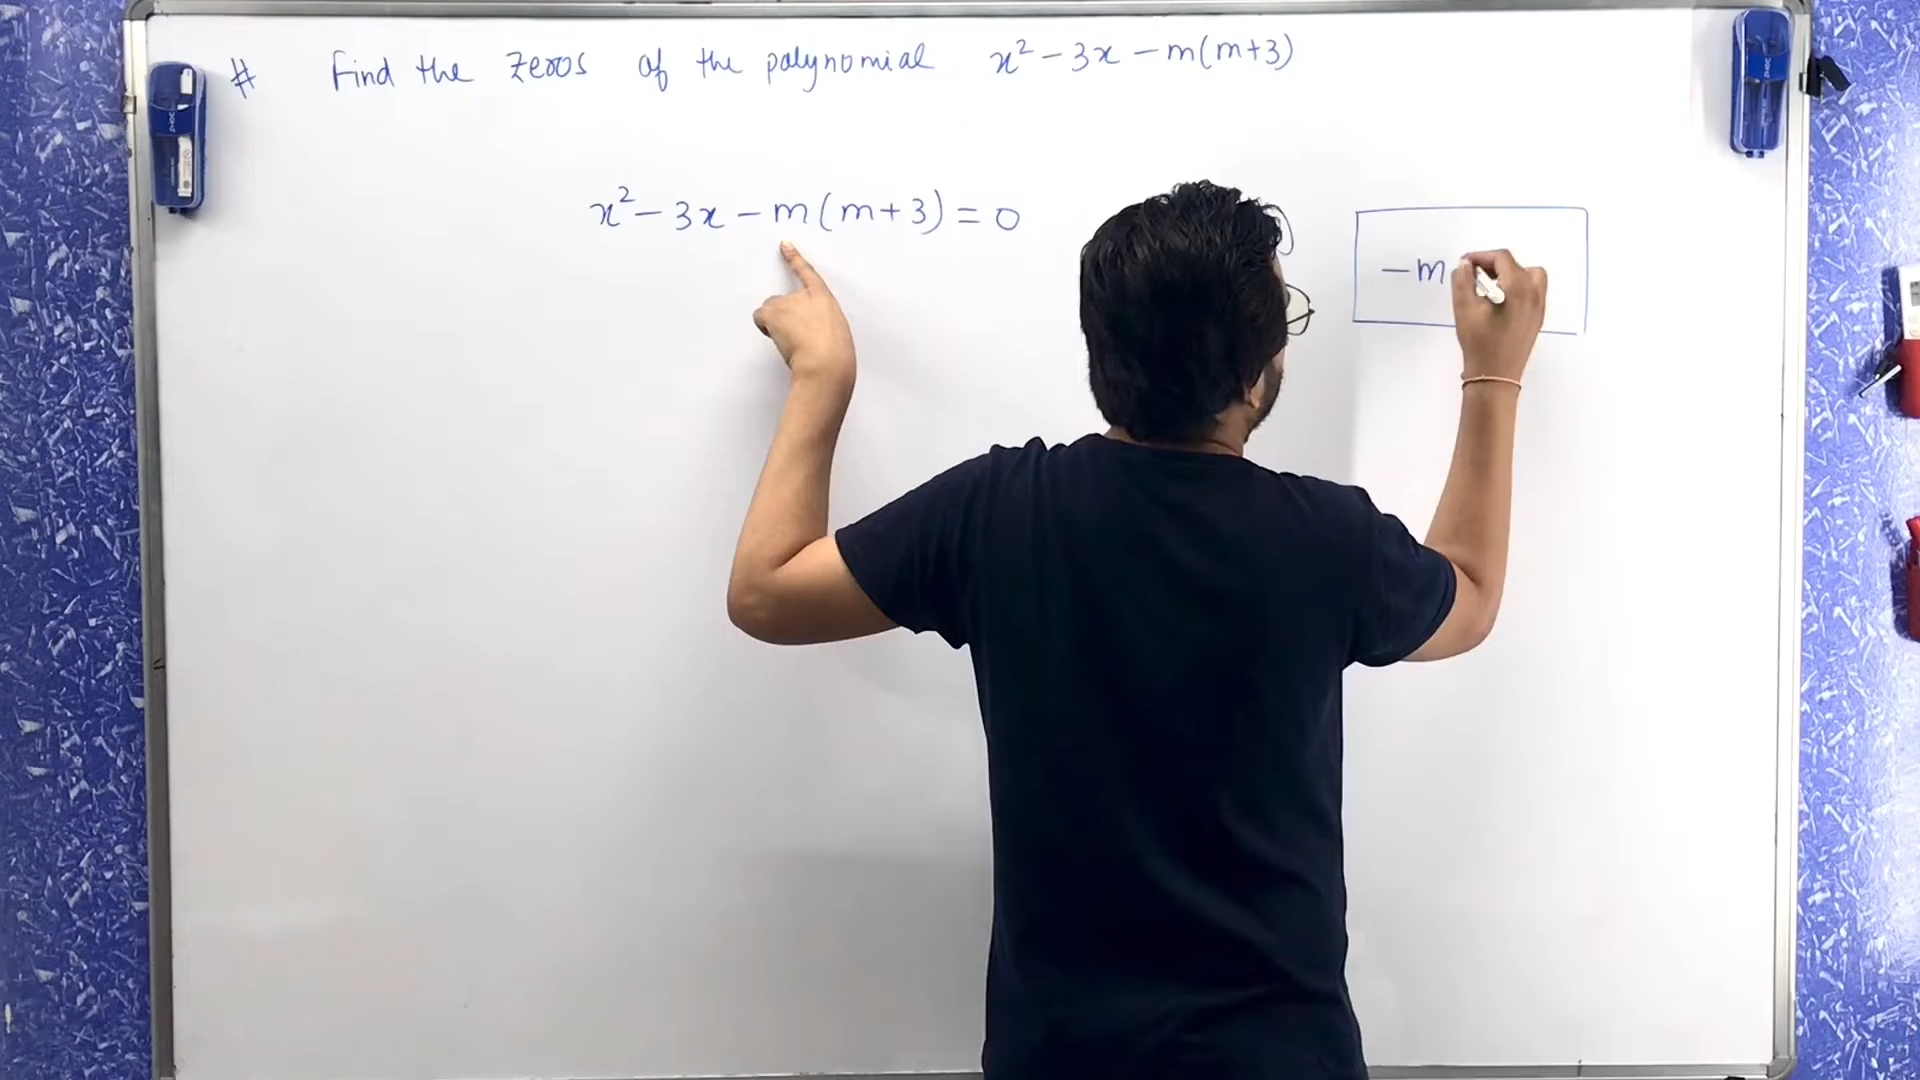 # Find the zeros of the polynomial x² - 3x - m(m+3)
x² - 3x - m(m+3) = 0
- m